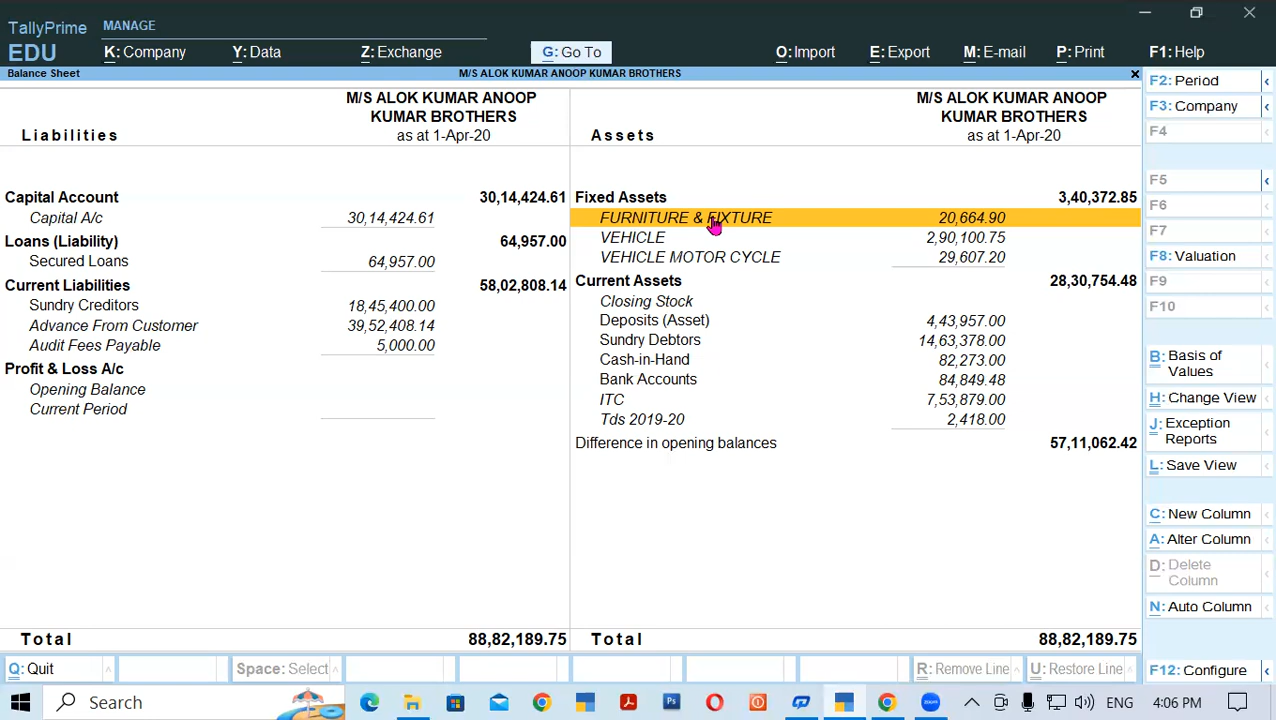 TallyPrime MANAGE
EDU K: Company Y: Data Z: Exchange G: Go To O: Import E: Export M: E-mail P: Print F1: Help
Balance Sheet M/S ALOK KUMAR ANOOP KUMAR BROTHERS
Liabilities
M/S ALOK KUMAR ANOOP
KUMAR BROTHERS
as at 1-Apr-20
Capital Account 30,14,424.61
Capital A/c 30,14,424.61
Loans (Liability) 64,957.00
Secured Loans 64,957.00
Current Liabilities 58,02,808.14
Sundry Creditors 18,45,400.00
Advance From Customer 39,52,408.14
Audit Fees Payable 5,000.00
Profit & Loss A/c
Opening Balance
Current Period
Total 88,82,189.75
Assets
M/S ALOK KUMAR ANOOP
KUMAR BROTHERS
as at 1-Apr-20
Fixed Assets 3,40,372.85
FURNITURE & FIXTURE 20,664.90
VEHICLE 2,90,100.75
VEHICLE MOTOR CYCLE 29,607.20
Current Assets 28,30,754.48
Closing Stock
Deposits (Asset) 4,43,957.00
Sundry Debtors 14,63,378.00
Cash-in-Hand 82,273.00
Bank Accounts 84,849.48
ITC 7,53,879.00
Tds 2019-20 2,418.00
Difference in opening balances 57,11,062.42
Total 88,82,189.75
F2: Period
F3: Company
F4
F5
F6
F7
F8: Valuation
F9
F10
B: Basis of
Values
H: Change View
J: Exception
Reports
L: Save View
C: New Column
A: Alter Column
D: Delete
Column
N: Auto Column
Q: Quit Space: Select R: Remove Line U: Restore Line F12: Configure
Search Ps ENG 4:06 PM